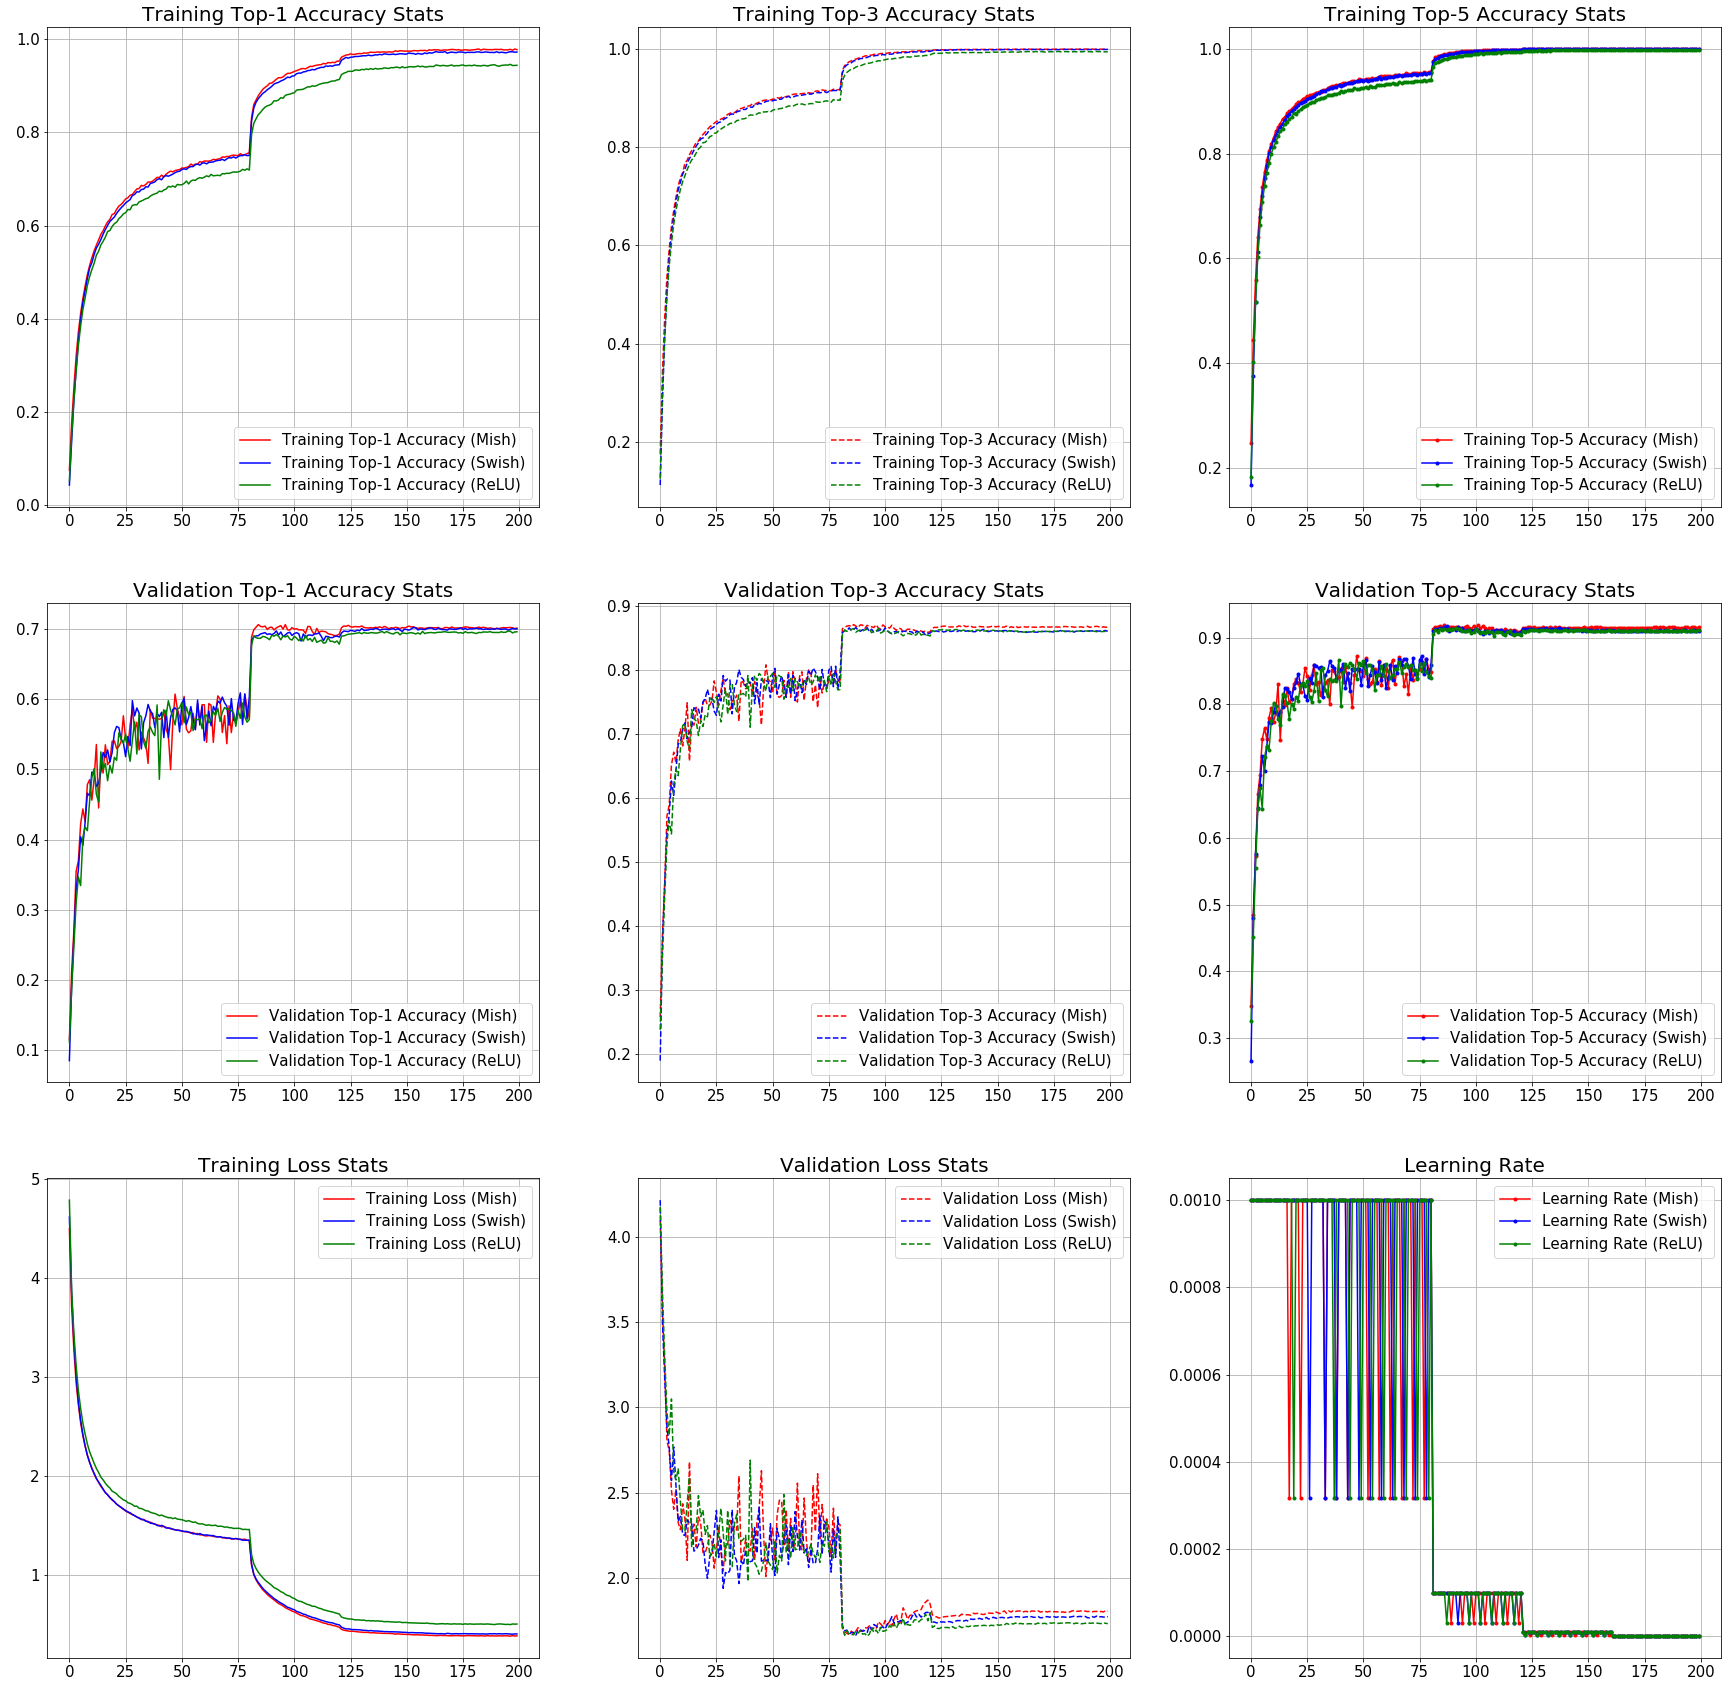 Training Top-1 Accuracy Stats
1.0
0.8
0.6
0.4
0.2
0.0
0 25 50 75 100 125 150 175 200
Training Top-1 Accuracy (Mish)
Training Top-1 Accuracy (Swish)
Training Top-1 Accuracy (ReLU)
Training Top-3 Accuracy Stats
1.0
0.8
0.6
0.4
0.2
0 25 50 75 100 125 150 175 200
Training Top-3 Accuracy (Mish)
Training Top-3 Accuracy (Swish)
Training Top-3 Accuracy (ReLU)
Training Top-5 Accuracy Stats
1.0
0.8
0.6
0.4
0.2
0 25 50 75 100 125 150 175 200
Training Top-5 Accuracy (Mish)
Training Top-5 Accuracy (Swish)
Training Top-5 Accuracy (ReLU)
Validation Top-1 Accuracy Stats
0.7
0.6
0.5
0.4
0.3
0.2
0.1
0 25 50 75 100 125 150 175 200
Validation Top-1 Accuracy (Mish)
Validation Top-1 Accuracy (Swish)
Validation Top-1 Accuracy (ReLU)
Validation Top-3 Accuracy Stats
0.9
0.8
0.7
0.6
0.5
0.4
0.3
0.2
0 25 50 75 100 125 150 175 200
Validation Top-3 Accuracy (Mish)
Validation Top-3 Accuracy (Swish)
Validation Top-3 Accuracy (ReLU)
Validation Top-5 Accuracy Stats
0.9
0.8
0.7
0.6
0.5
0.4
0.3
0 25 50 75 100 125 150 175 200
Validation Top-5 Accuracy (Mish)
Validation Top-5 Accuracy (Swish)
Validation Top-5 Accuracy (ReLU)
Training Loss Stats
5
4
3
2
1
0 25 50 75 100 125 150 175 200
Training Loss (Mish)
Training Loss (Swish)
Training Loss (ReLU)
Validation Loss Stats
4.0
3.5
3.0
2.5
2.0
0 25 50 75 100 125 150 175 200
Validation Loss (Mish)
Validation Loss (Swish)
Validation Loss (ReLU)
Learning Rate
0.0010
0.0008
0.0006
0.0004
0.0002
0.0000
0 25 50 75 100 125 150 175 200
Learning Rate (Mish)
Learning Rate (Swish)
Learning Rate (ReLU)